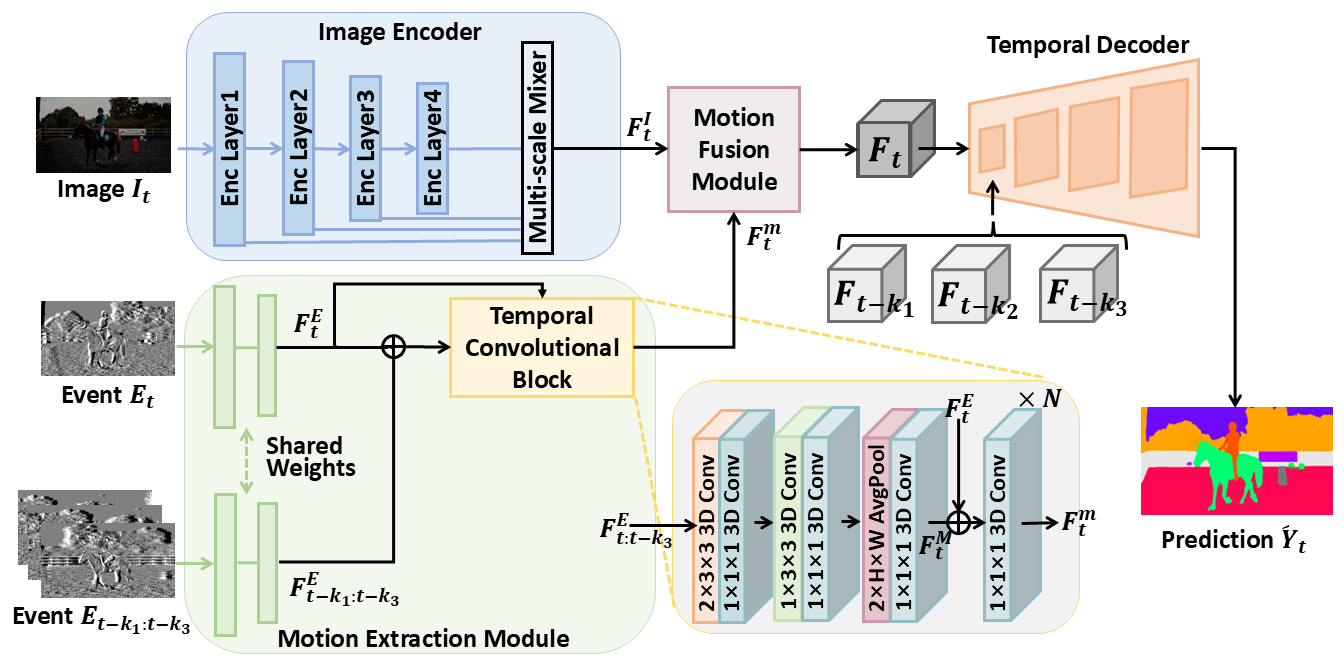 Image Encoder
Temporal Decoder
Enc Layer1
Enc Layer2
Enc Layer3
Enc Layer4
Multi-scale Mixer
Image I_t
F_t^I
Motion
Fusion
Module
F_t
F_t^m
F_{t-k_1}
F_{t-k_2}
F_{t-k_3}
Event E_t
F_t^E
Temporal
Convolutional
Block
Shared
Weights
Event E_{t-k_1:t-k_3}
F_{t-k_1:t-k_3}^E
Motion Extraction Module
× N
F_{t:t-k_3}^E
2×3×3 3D Conv
1×1×1 3D Conv
1×3×3 3D Conv
1×1×1 3D Conv
2×H×W AvgPool
1×1×1 3D Conv
F_t^M
F_t^E
1×1×1 3D Conv
F_t^m
Prediction Ý_t